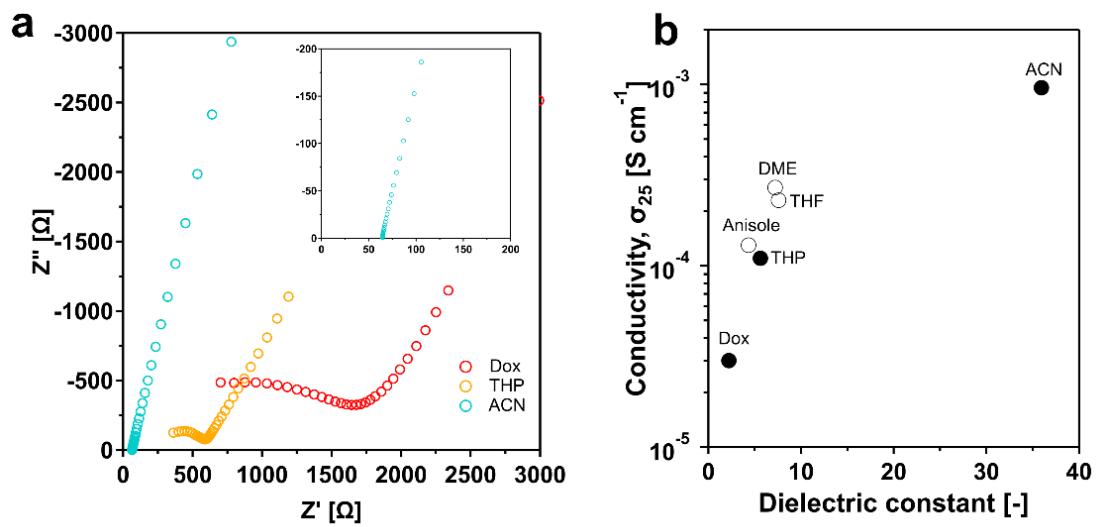 a
Z'' [Ω]
-3000
-2500
-2000
-1500
-1000
-500
0
0
500
1000
1500
2000
2500
3000
Z' [Ω]
-200
-150
-100
-50
0
0
50
100
150
200
Dox
THP
ACN
b
Conductivity, σ25 [S cm-1]
10-3
10-4
10-5
ACN
DME
THF
Anisole
THP
Dox
0
10
20
30
40
Dielectric constant [-]